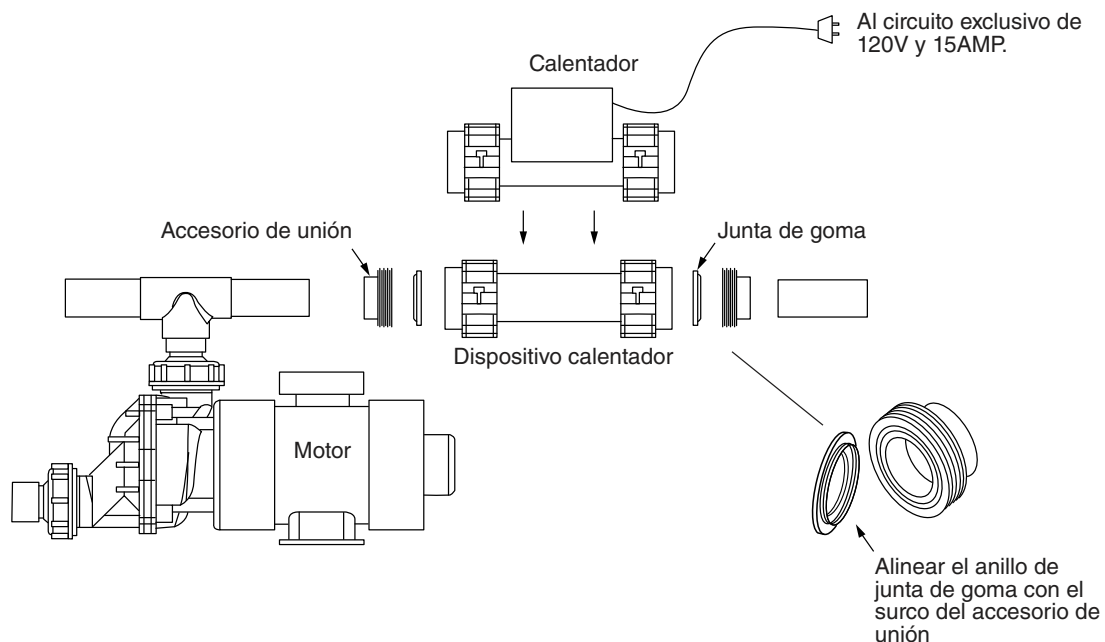 Al circuito exclusivo de
120V y 15AMP.
Calentador
Accesorio de unión
Junta de goma
Dispositivo calentador
Motor
Alinear el anillo de
junta de goma con el
surco del accesorio de
unión